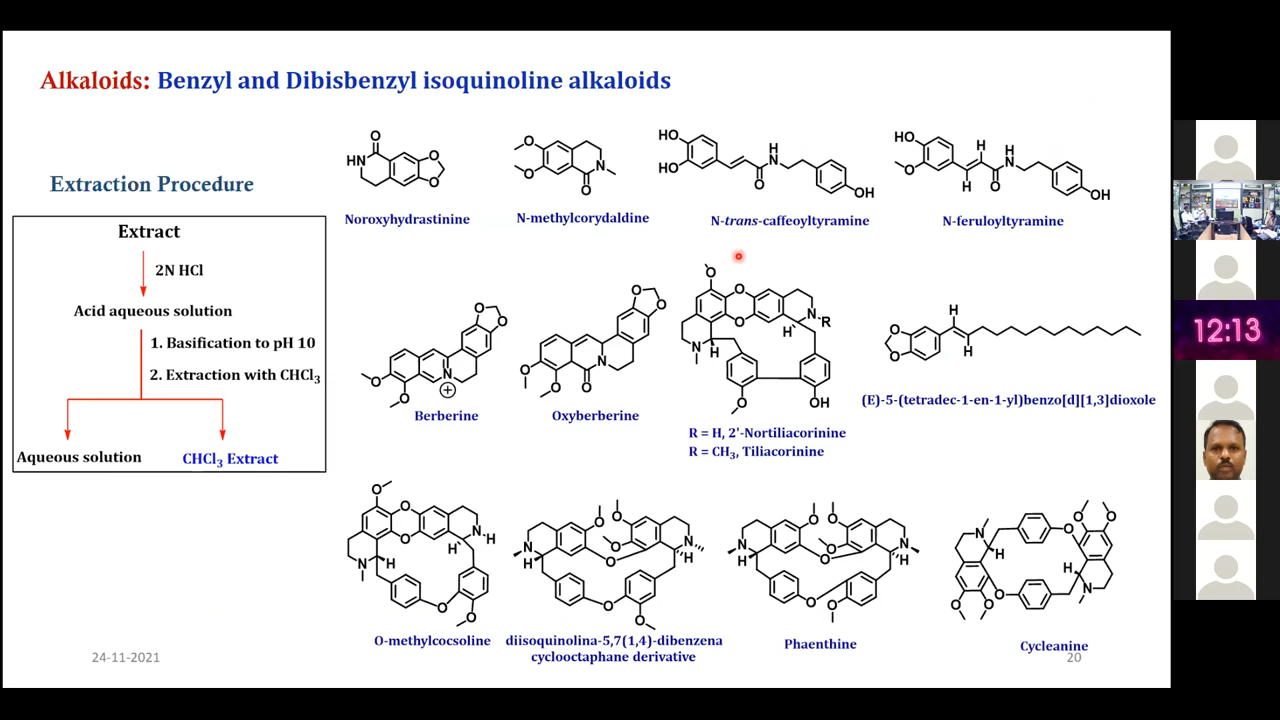 Alkaloids: Benzyl and Dibisbenzyl isoquinoline alkaloids
Extraction Procedure
Extract
2N HCl
Acid aqueous solution
1. Basification to pH 10
2. Extraction with CHCl3
Aqueous solution
CHCl3 Extract
Noroxyhydrastinine
N-methylcorydaldine
N-trans-caffeoyltyramine
N-feruloyltyramine
Berberine
Oxyberberine
R = H, 2'-Nortiliacorinine
R = CH3, Tiliacorinine
(E)-5-(tetradec-1-en-1-yl)benzo[d][1,3]dioxole
O-methylcocsoline
diisoquinolina-5,7(1,4)-dibenzena
cyclooctaphane derivative
Phaenthine
Cycleanine
24-11-2021
20
12:13